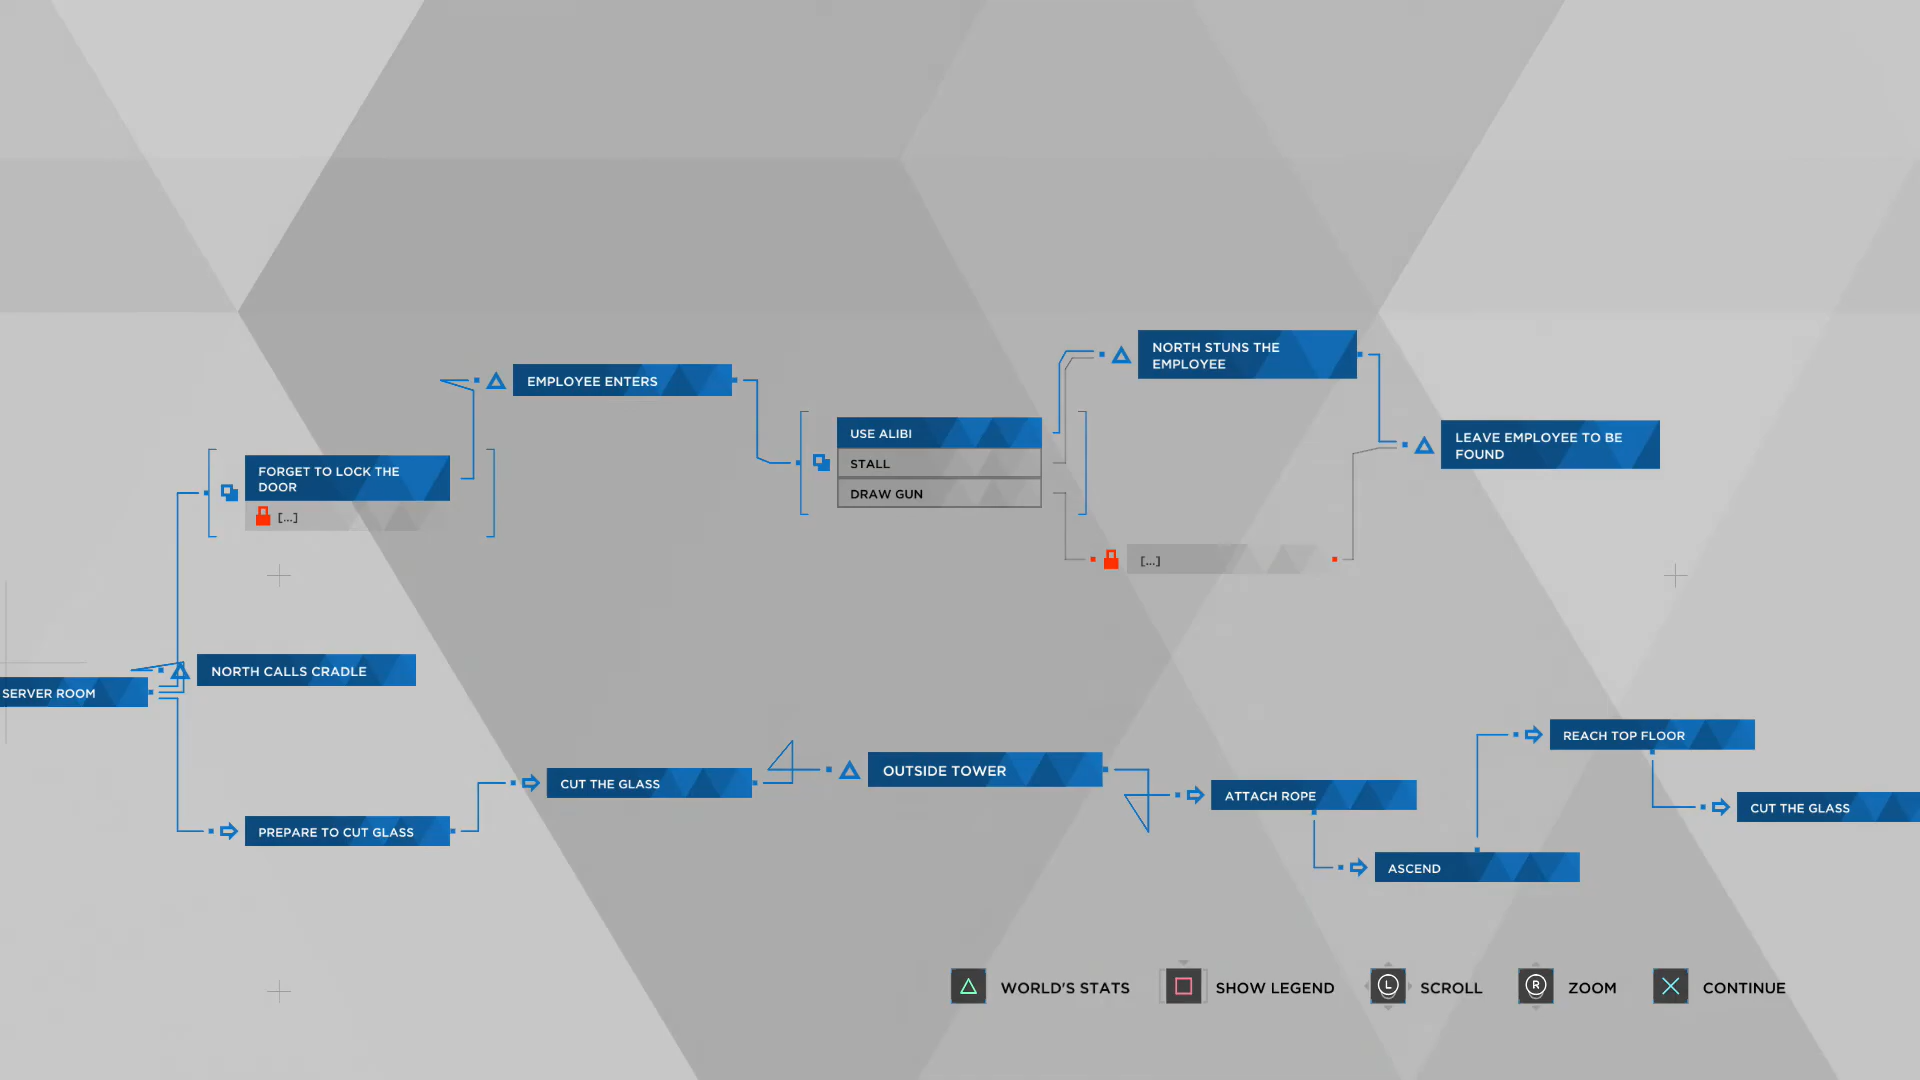 NORTH STUNS THE
EMPLOYEE
EMPLOYEE ENTERS
USE ALIBI
STALL
DRAW GUN
LEAVE EMPLOYEE TO BE
FOUND
FORGET TO LOCK THE
DOOR
[...]
[...]
NORTH CALLS CRADLE
SERVER ROOM
REACH TOP FLOOR
OUTSIDE TOWER
CUT THE GLASS
ATTACH ROPE
CUT THE GLASS
PREPARE TO CUT GLASS
ASCEND
WORLD'S STATS
SHOW LEGEND
L
SCROLL
R
ZOOM
CONTINUE